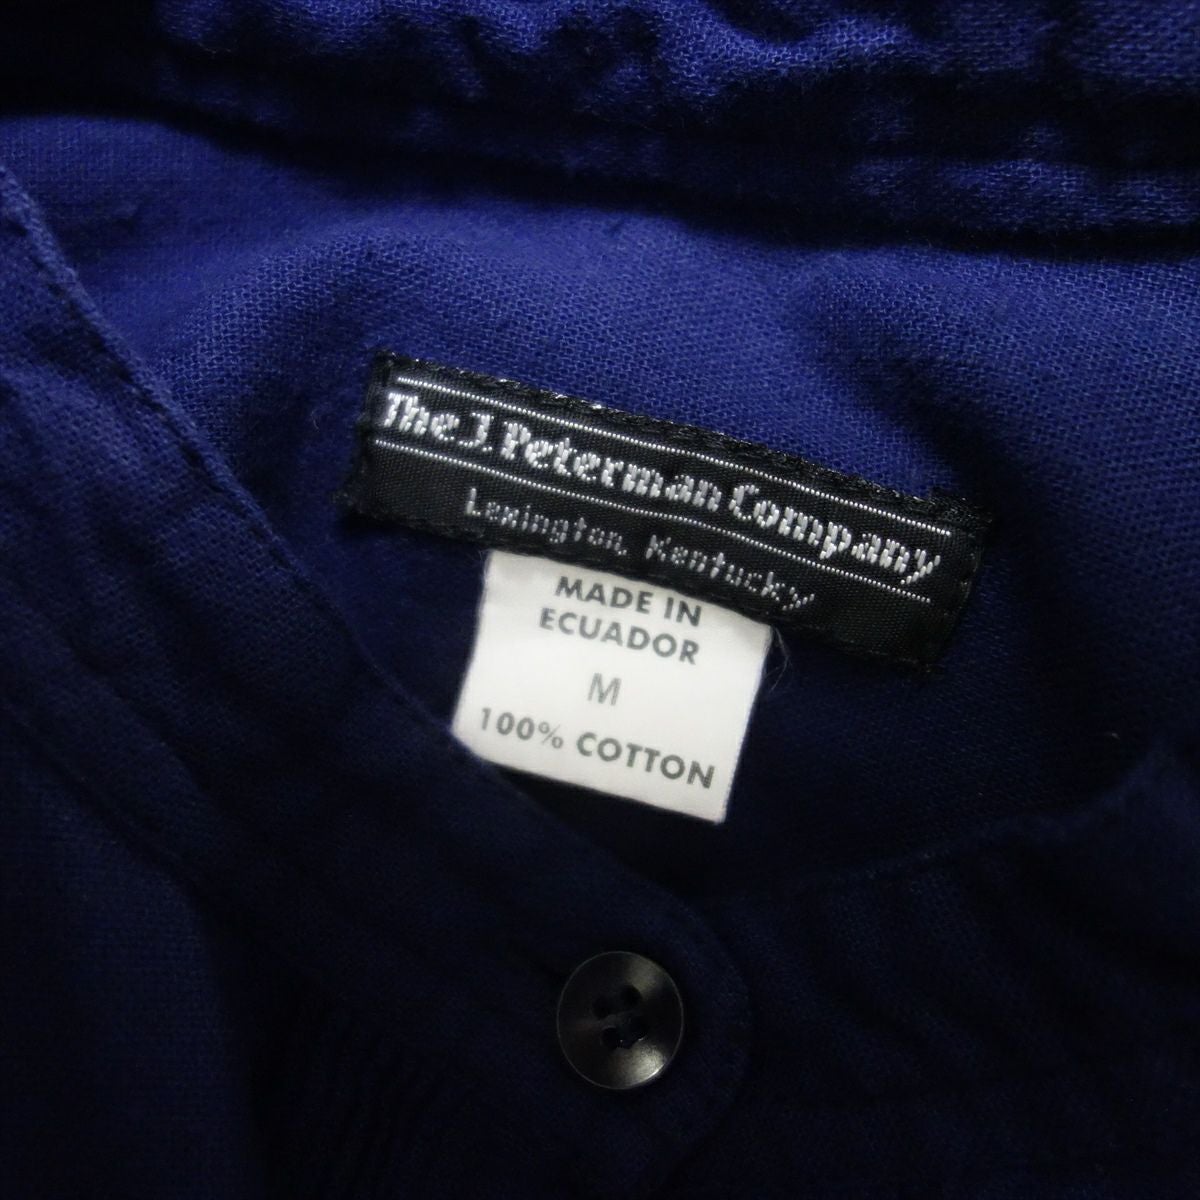 The J. Peterman Company
Lexington, Kentucky
MADE IN
ECUADOR
M
100% COTTON